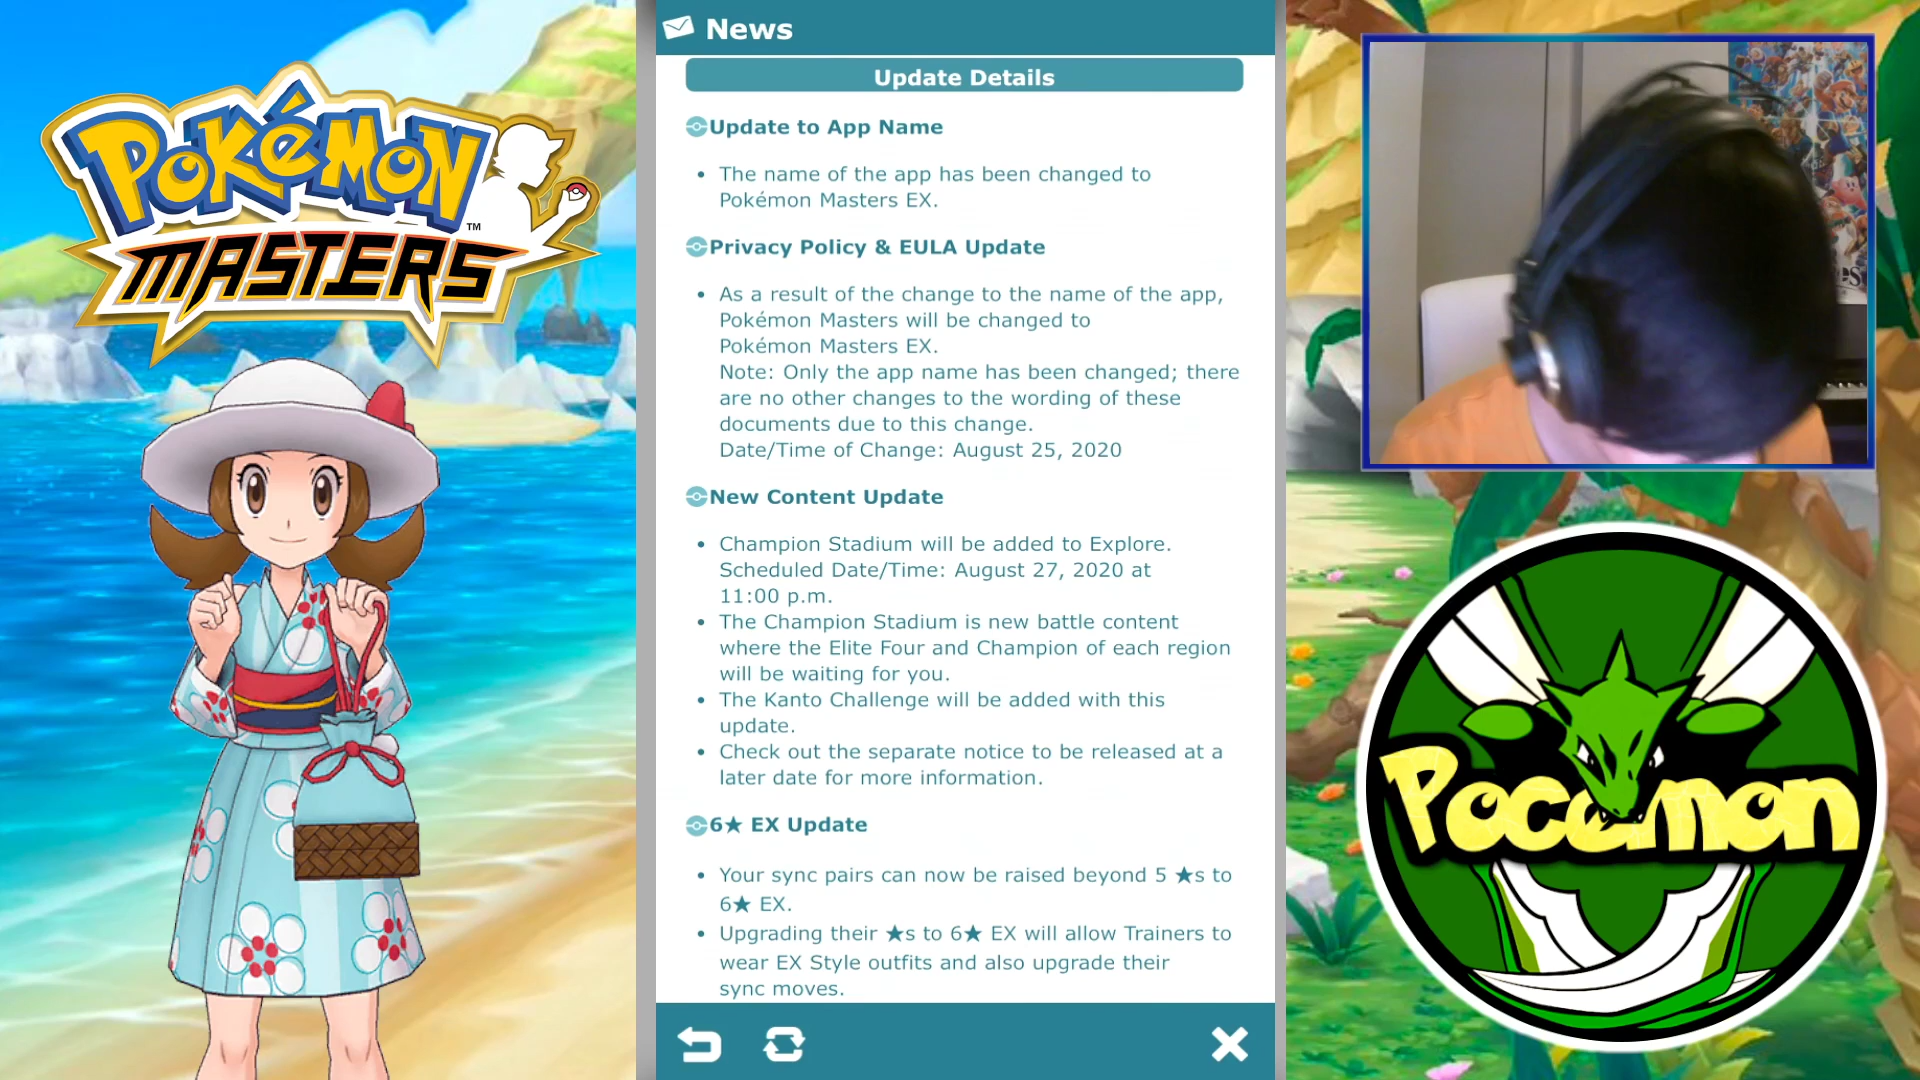 POKéMON
TM
MASTERS
News
Update Details
Update to App Name
• The name of the app has been changed to
Pokémon Masters EX.
Privacy Policy & EULA Update
• As a result of the change to the name of the app,
Pokémon Masters will be changed to
Pokémon Masters EX.
Note: Only the app name has been changed; there
are no other changes to the wording of these
documents due to this change.
Date/Time of Change: August 25, 2020
New Content Update
• Champion Stadium will be added to Explore.
Scheduled Date/Time: August 27, 2020 at
11:00 p.m.
• The Champion Stadium is new battle content
where the Elite Four and Champion of each region
will be waiting for you.
• The Kanto Challenge will be added with this
update.
• Check out the separate notice to be released at a
later date for more information.
6★ EX Update
• Your sync pairs can now be raised beyond 5 ★s to
6★ EX.
• Upgrading their ★s to 6★ EX will allow Trainers to
wear EX Style outfits and also upgrade their
sync moves.
Pocemon